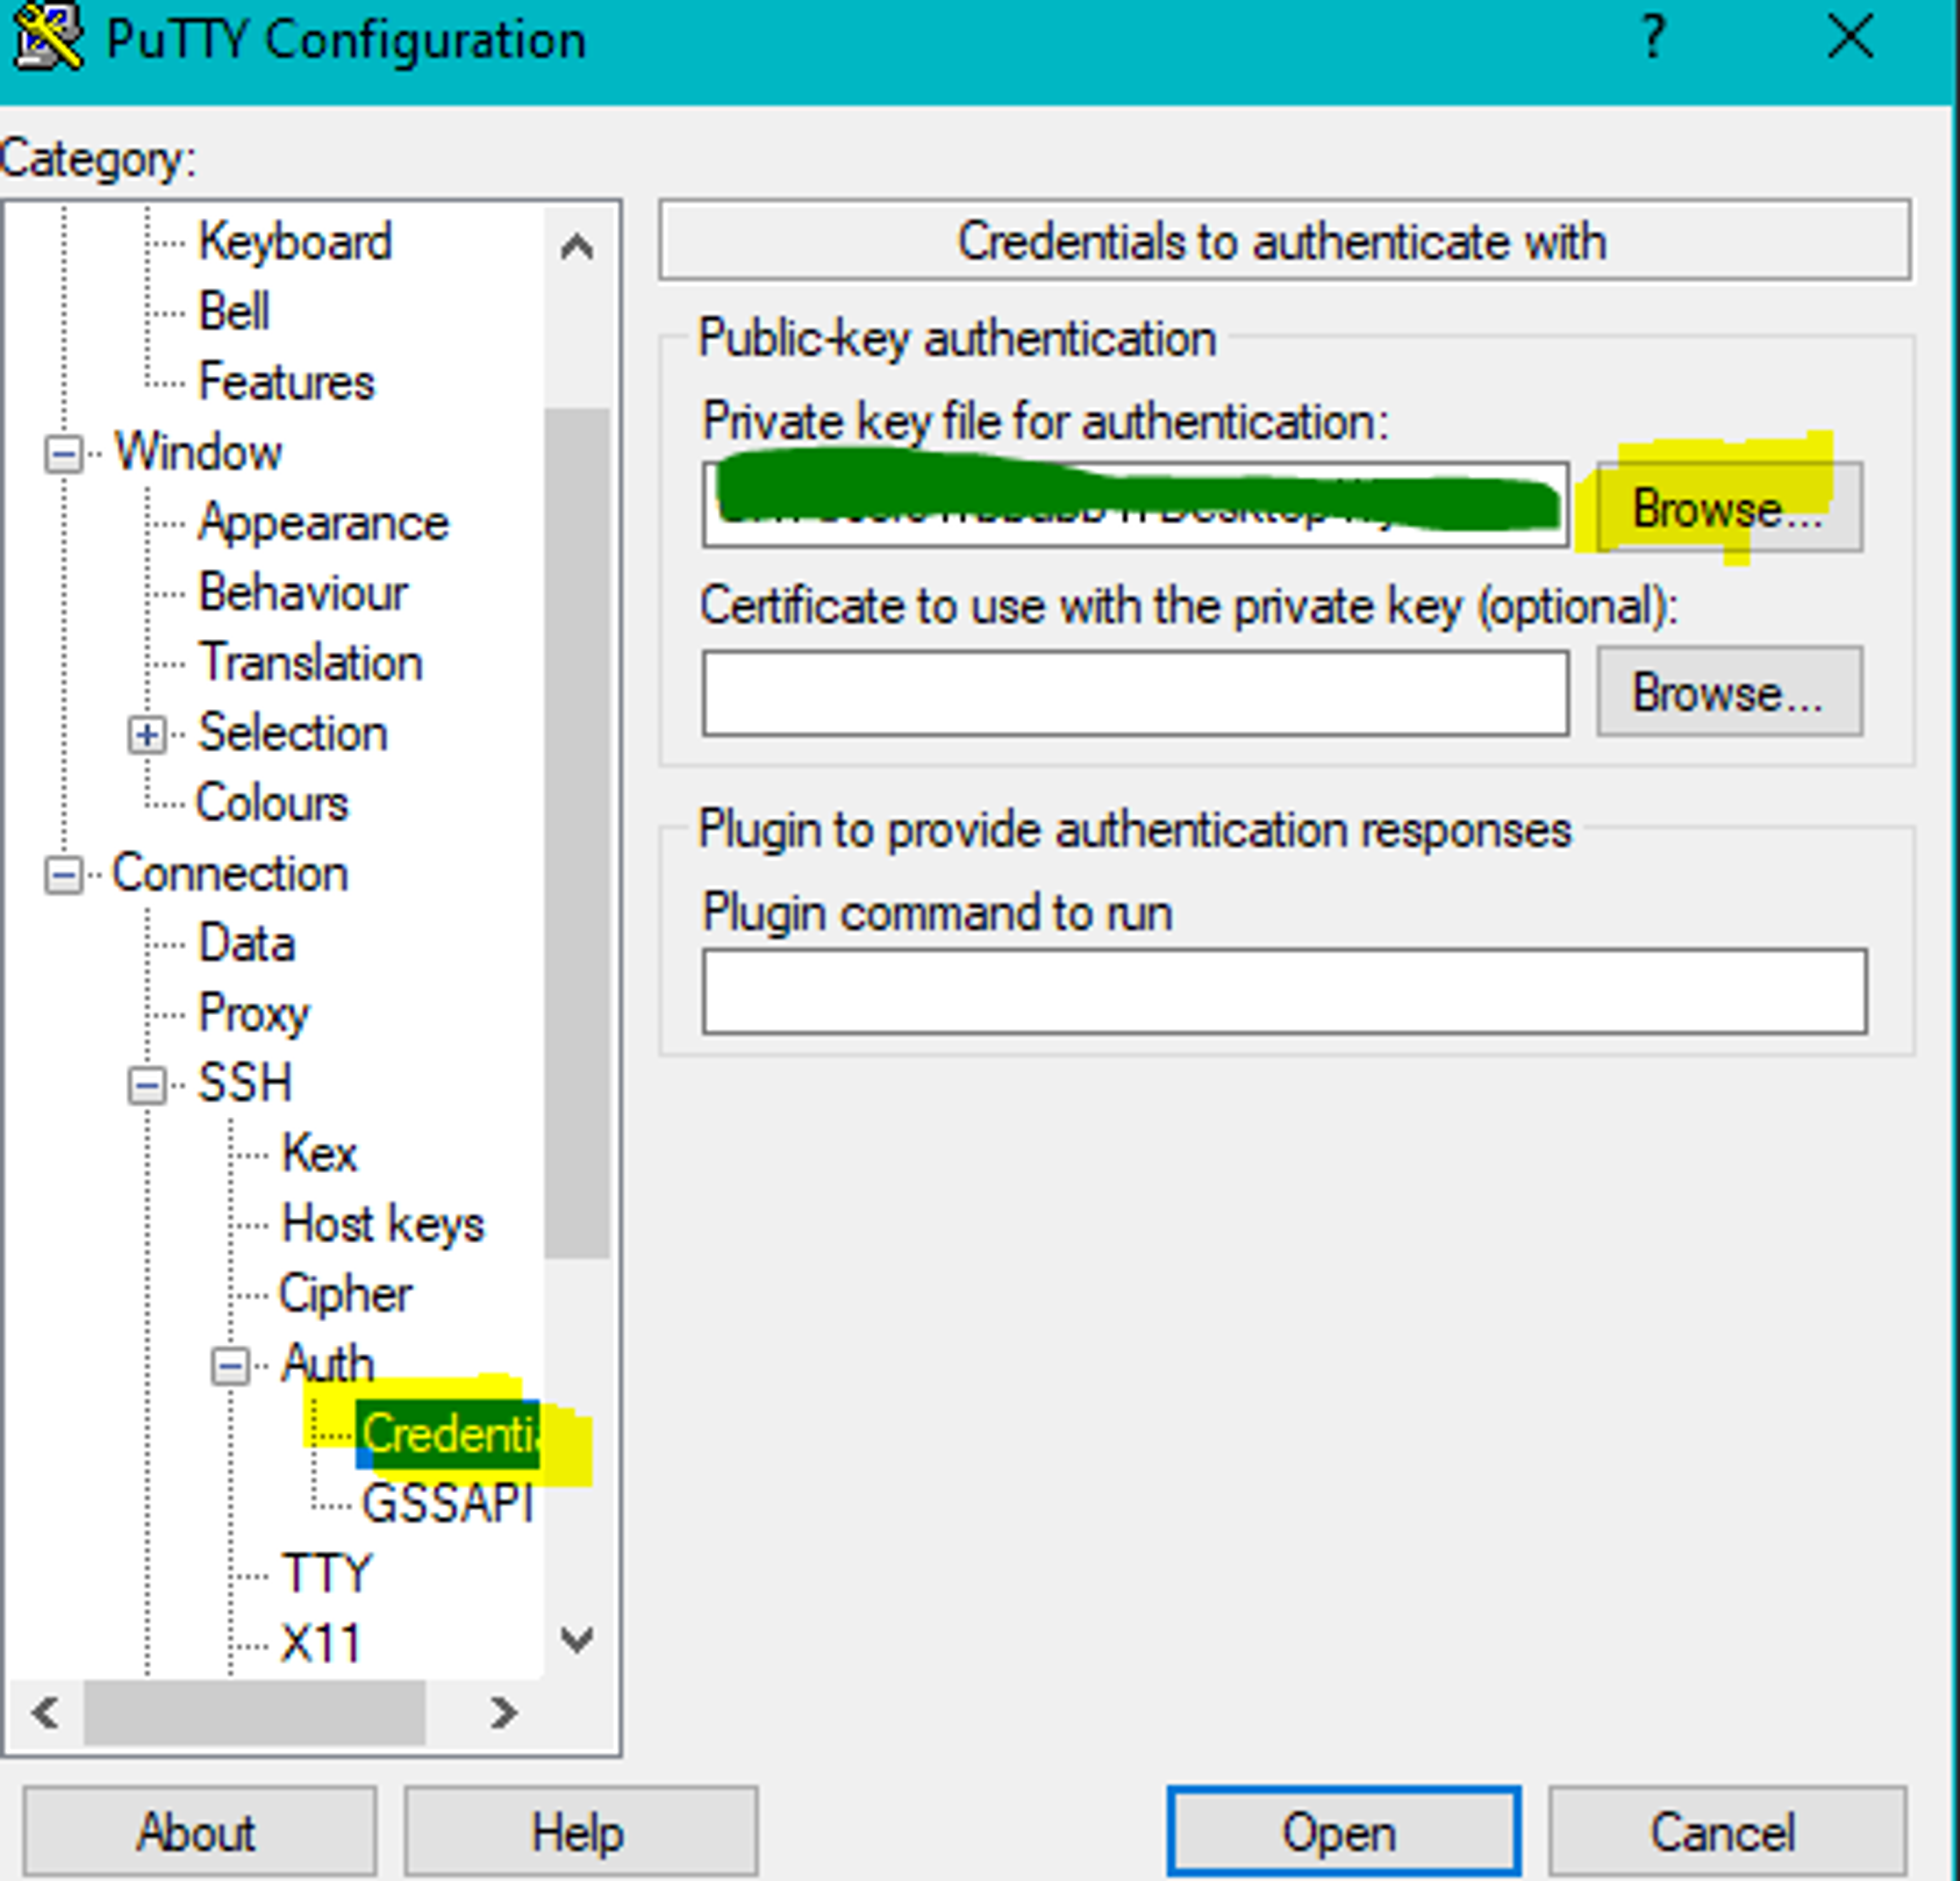 PuTTY Configuration
?
Category:
Keyboard
Bell
Features
Window
Appearance
Behaviour
Translation
Selection
Colours
Connection
Data
Proxy
SSH
Kex
Host keys
Cipher
Auth
Credentia
GSSAPI
TTY
X11
Credentials to authenticate with
Public-key authentication
Private key file for authentication:
Browse...
Certificate to use with the private key (optional):
Browse...
Plugin to provide authentication responses
Plugin command to run
About
Help
Open
Cancel